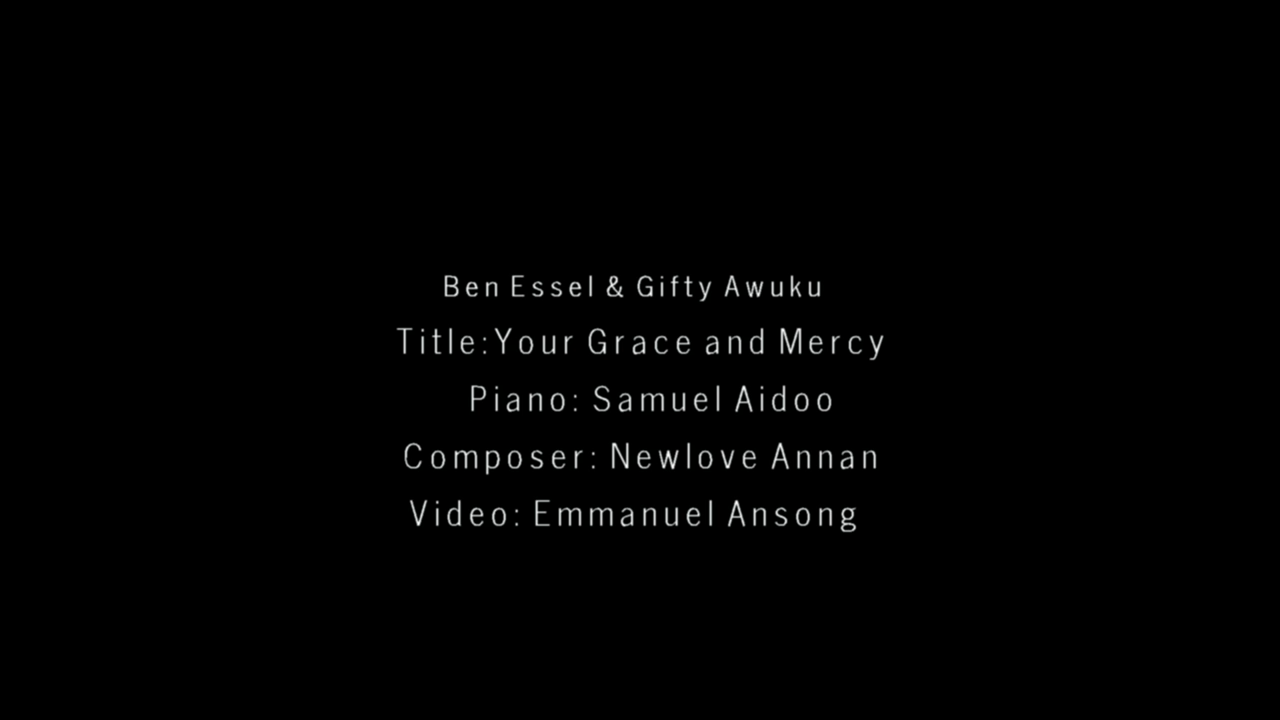 Ben Essel & Gifty Awuku
Title:Your Grace and Mercy
Piano: Samuel Aidoo
Composer: Newlove Annan
Video: Emmanuel Ansong